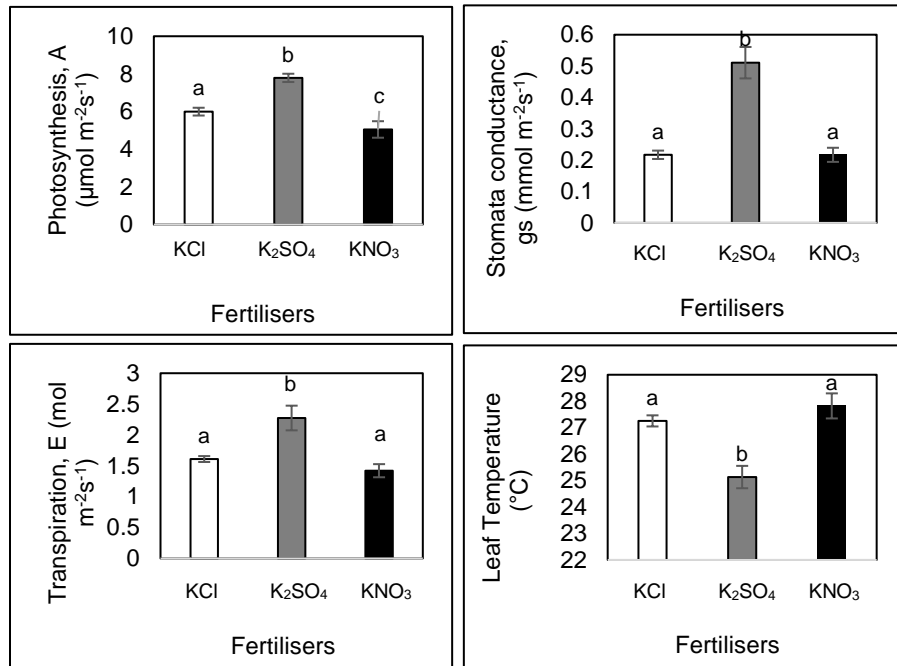 Photosynthesis, A
(µmol m⁻²s⁻¹)
10
8
6
4
2
0
a
b
c
KCl
K₂SO₄
KNO₃
Fertilisers
Stomata conductance,
gs (mmol m⁻²s⁻¹)
0.6
0.5
0.4
0.3
0.2
0.1
0
a
b
a
KCl
K₂SO₄
KNO₃
Fertilisers
Transpiration, E (mol
m⁻²s⁻¹)
3
2.5
2
1.5
1
0.5
0
a
b
a
KCl
K₂SO₄
KNO₃
Fertilisers
Leaf Temperature
(°C)
29
28
27
26
25
24
23
22
a
b
a
KCl
K₂SO₄
KNO₃
Fertilisers